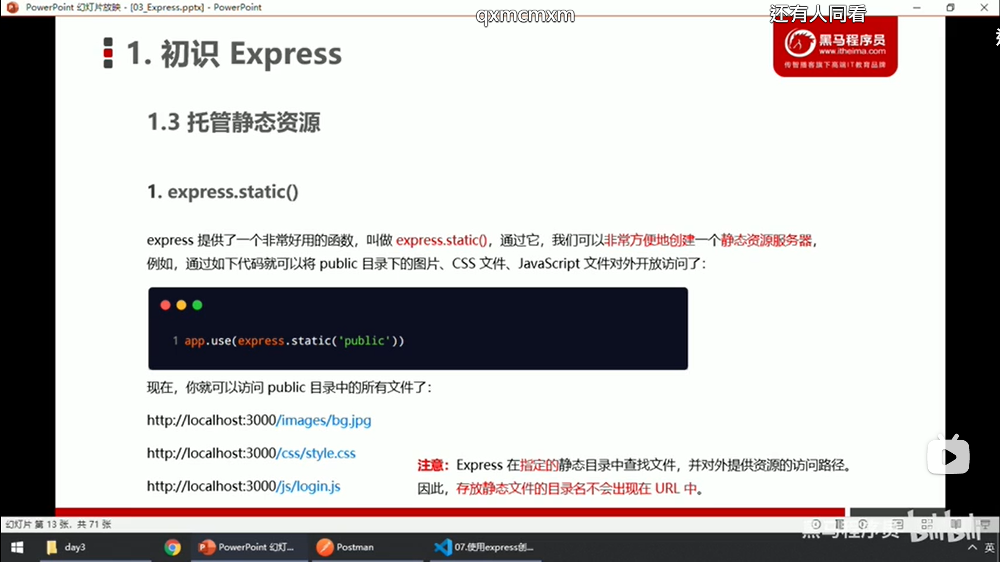 PowerPoint 幻灯片放映 - [03_Express.pptx] - PowerPoint
qxmcmxm
还有人同看
1. 初识 Express
黑马程序员
www.itheima.com
传智播客旗下高端IT教育品牌
1.3 托管静态资源
1. express.static()
express 提供了一个非常好用的函数，叫做 express.static()，通过它，我们可以非常方便地创建一个静态资源服务器，
例如，通过如下代码就可以将 public 目录下的图片、CSS 文件、JavaScript 文件对外开放访问了：
1 app.use(express.static('public'))
现在，你就可以访问 public 目录中的所有文件了：
http://localhost:3000/images/bg.jpg
http://localhost:3000/css/style.css
http://localhost:3000/js/login.js
注意：Express 在指定的静态目录中查找文件，并对外提供资源的访问路径。
因此，存放静态文件的目录名不会出现在 URL 中。
幻灯片 第 13 张，共 71 张
黑马程序员 bilibili
day3
PowerPoint 幻灯...
Postman
07.使用express创...
英